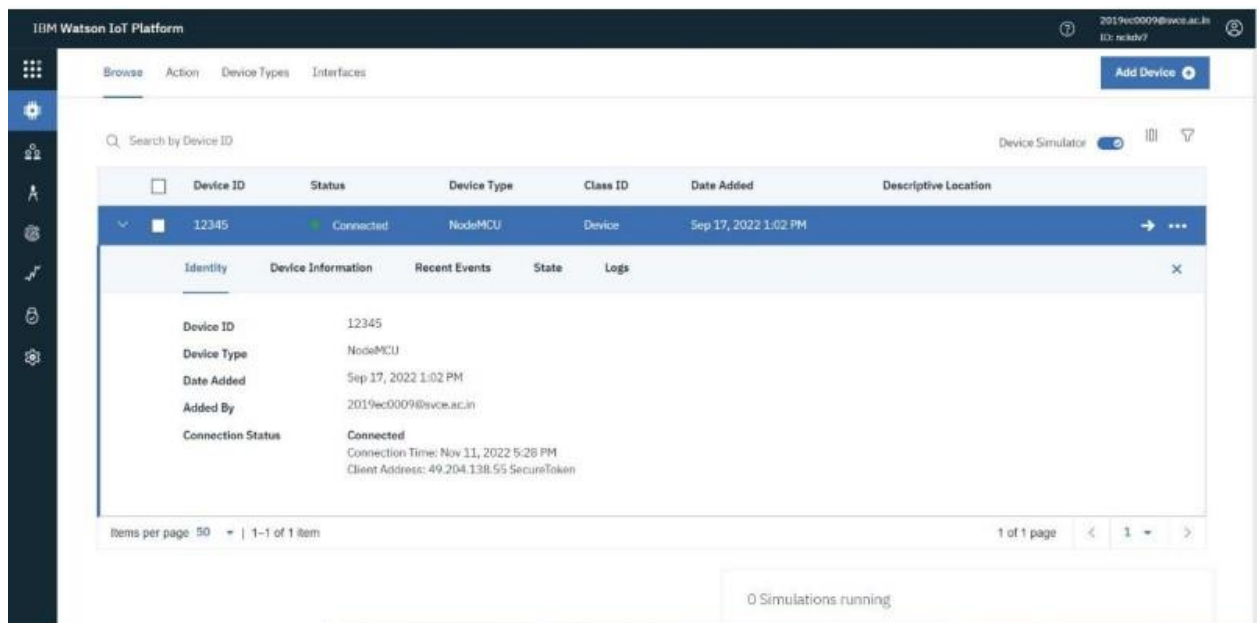 IBM Watson IoT Platform
2019ec0009@svce.ac.in
ID: nckdv7
Browse Action Device Types Interfaces
Add Device
Search by Device ID
Device Simulator
Device ID Status Device Type Class ID Date Added Descriptive Location
12345 Connected NodeMCU Device Sep 17, 2022 1:02 PM
Identity Device Information Recent Events State Logs
Device ID 12345
Device Type NodeMCU
Date Added Sep 17, 2022 1:02 PM
Added By 2019ec0009@svce.ac.in
Connection Status Connected
Connection Time: Nov 11, 2022 5:28 PM
Client Address: 49.204.138.55 SecureToken
Items per page 50 | 1–1 of 1 item
1 of 1 page < 1 >
0 Simulations running